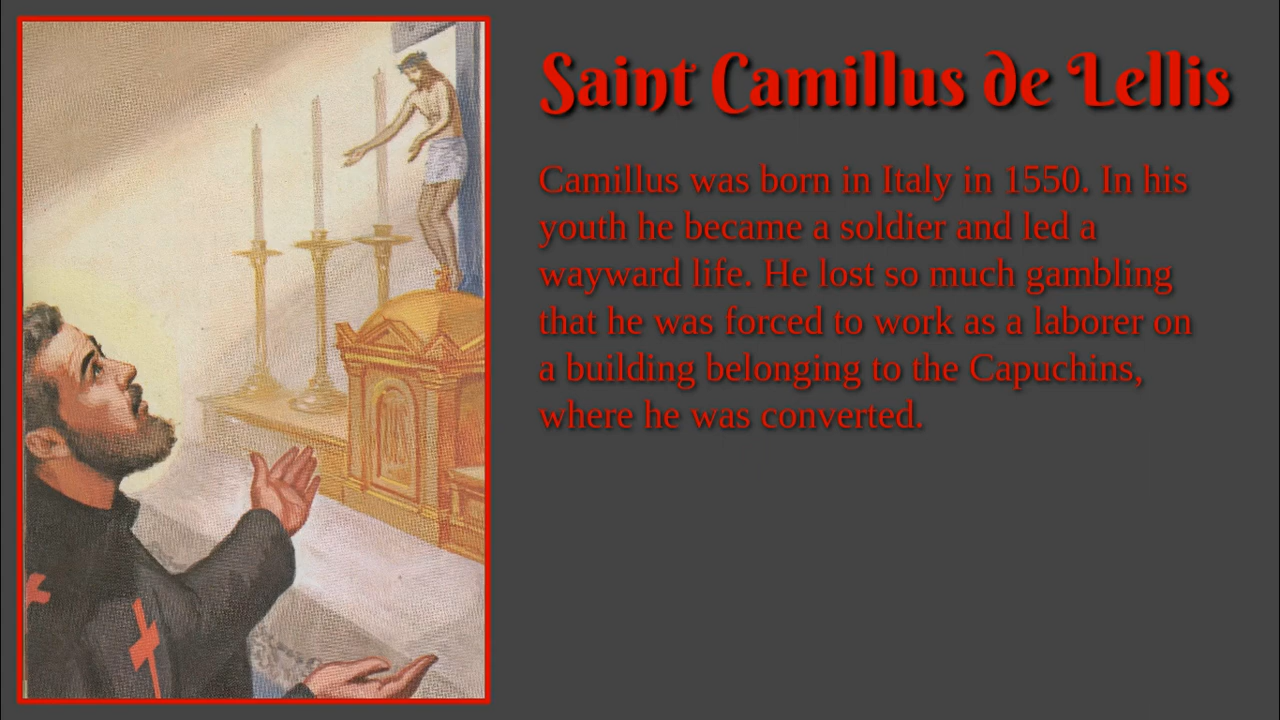 Saint Camillus de Lellis
Camillus was born in Italy in 1550. In his
youth he became a soldier and led a
wayward life. He lost so much gambling
that he was forced to work as a laborer on
a building belonging to the Capuchins,
where he was converted.